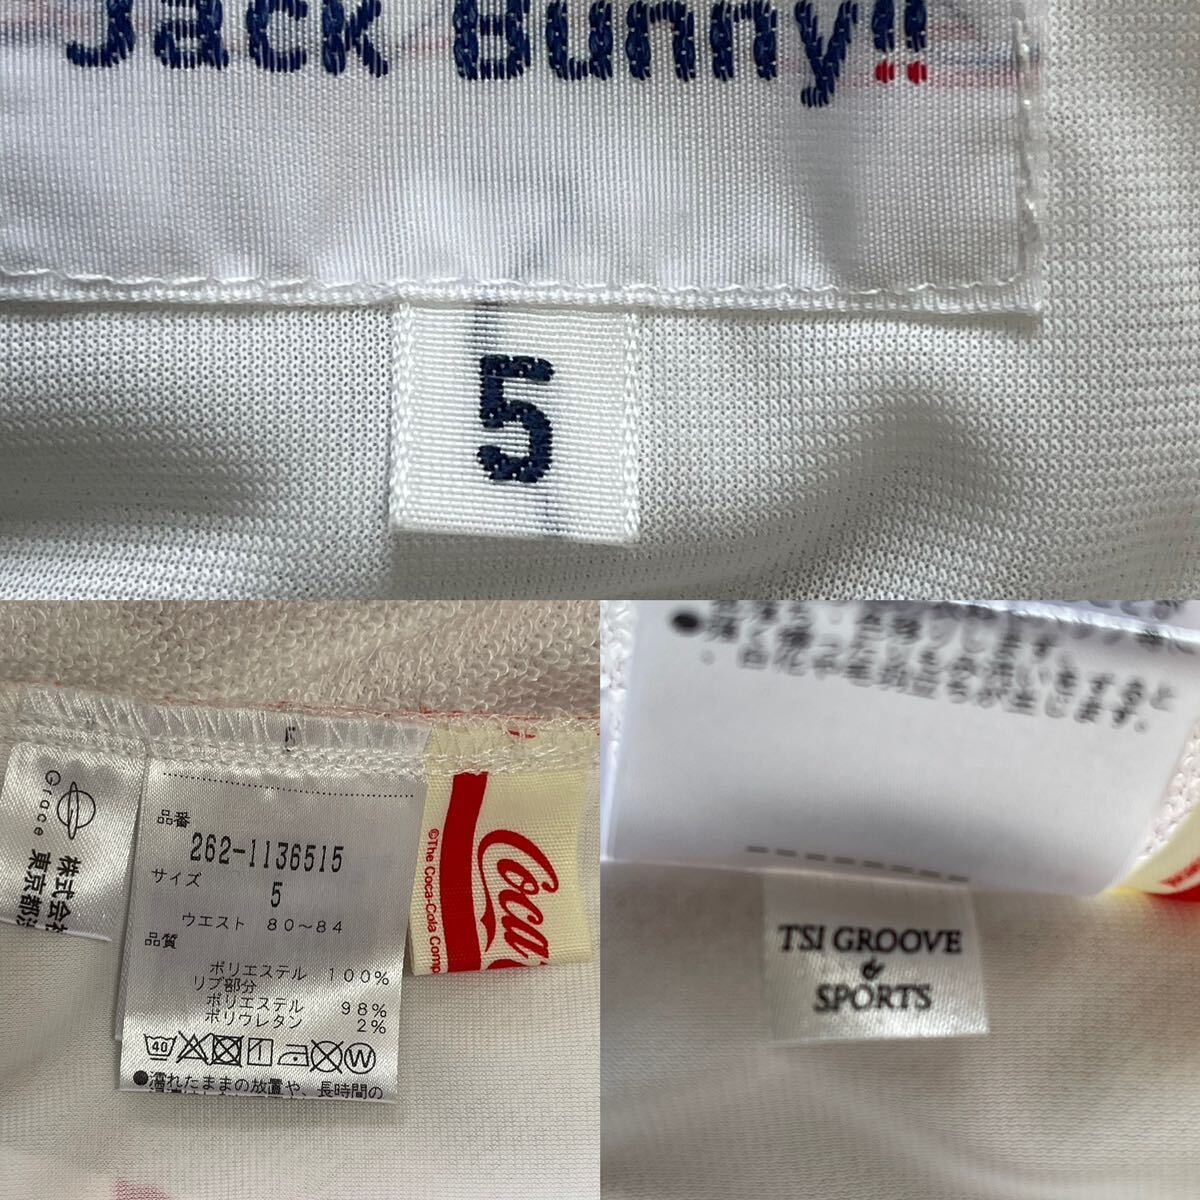 Jack Bunny!!
5
Grace
株式会社
東京都
品番
262-1136515
サイズ
5
ウエスト 80～84
品質
ポリエステル 100%
リブ部分
ポリエステル 98%
ポリウレタン 2%
40
W
●濡れたままの放置や、長時間の
Coca
©The Coca-Cola Comp
TSI GROOVE
&
SPORTS